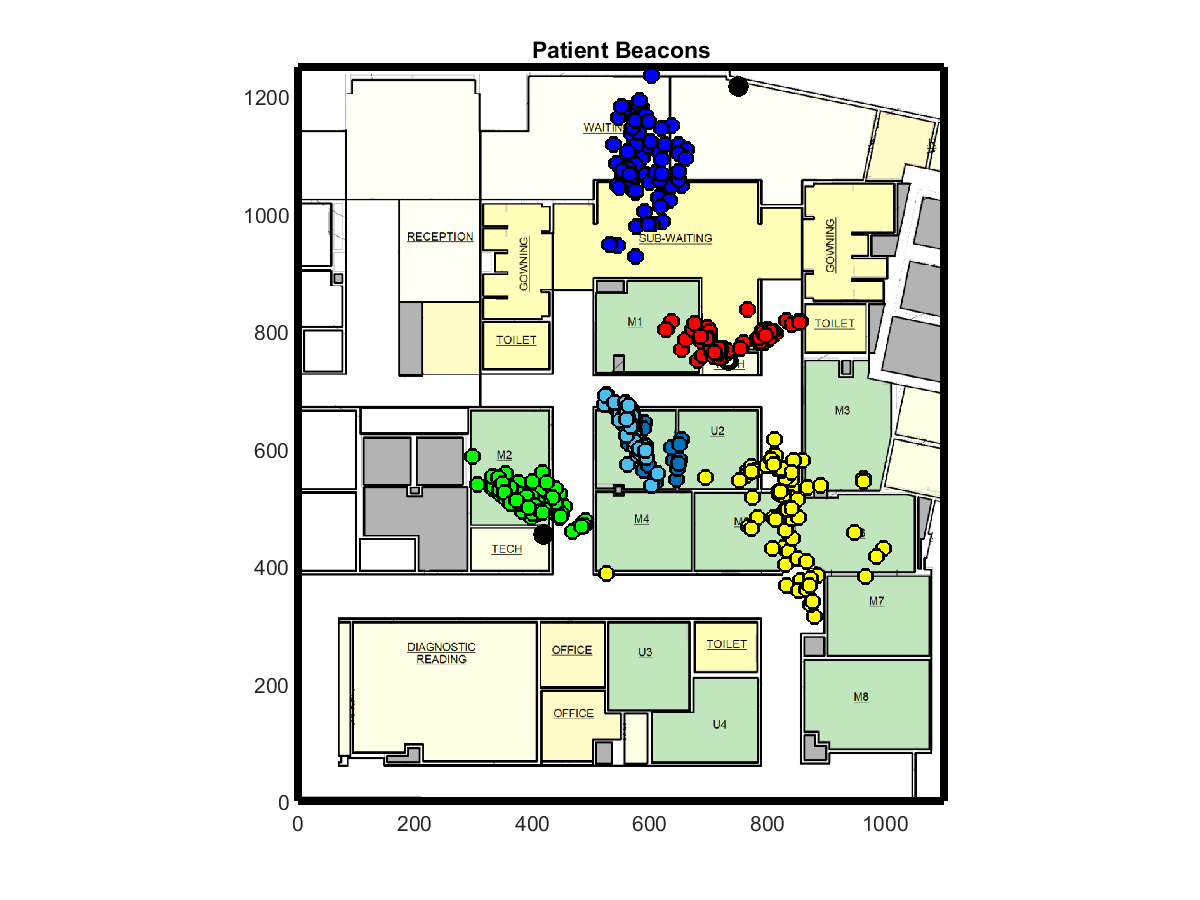 Patient Beacons
1200
1000
800
600
400
200
0
0
200
400
600
800
1000
SUB-WAITING
RECEPTION
GOWNING
GOWNING
M1
TOILET
TOILET
M3
U2
M2
M4
TECH
M7
DIAGNOSTIC
READING
OFFICE
U3
TOILET
OFFICE
U4
M8